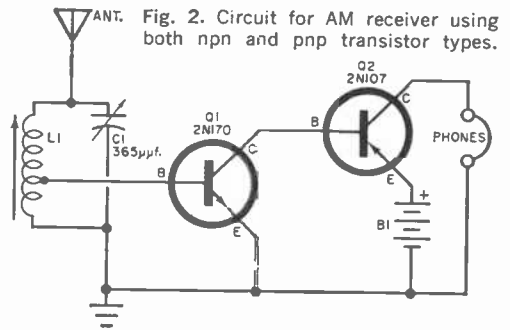 ANT.
Fig. 2. Circuit for AM receiver using
both npn and pnp transistor types.
Q2
2N107
C
B
E
PHONES
Q1
2N170
C
B
E
L1
C1
365µµf.
+
B1